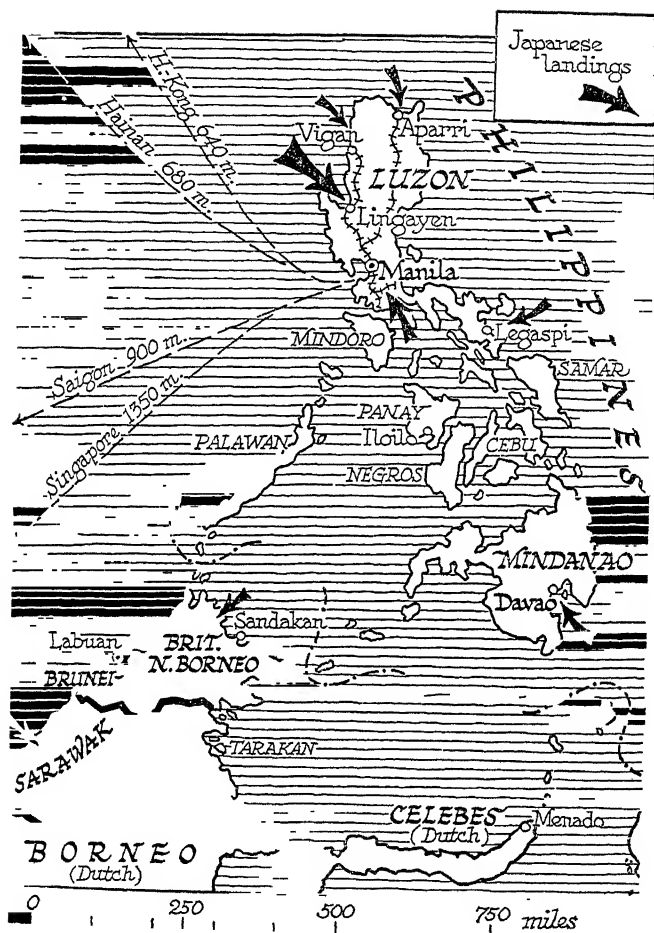 Japanese
landings
H-Kong 640 m.
Hainan 680 m.
PHILIPPINES
Vigan
Aparri
LUZON
Lingayen
Manila
Legaspi
MINDORO
SAMAR
Saigon 900 m.
Singapore 1350 m.
PANAY
Iloilo
CEBU
PALAWAN
NEGROS
MINDANAO
Davao
Sandakan
Labuan
BRIT.
N. BORNEO
BRUNEI
SARAWAK
TARAKAN
CELEBES
(Dutch)
Menado
BORNEO
(Dutch)
0 250 500 750 miles